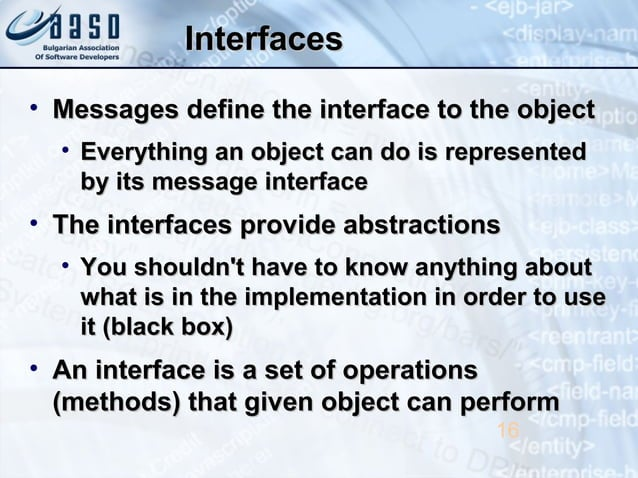 BASD
Bulgarian Association
Of Software Developers
Interfaces
• Messages define the interface to the object
• Everything an object can do is represented
by its message interface
• The interfaces provide abstractions
• You shouldn't have to know anything about
what is in the implementation in order to use
it (black box)
• An interface is a set of operations
(methods) that given object can perform
16
- <ejb-jar>
<display-nam
<entity>
<ejb-class>
<reentrant>
<cmp-field>
<field-nam
</cmp-field
</entity>
</enterprise-b